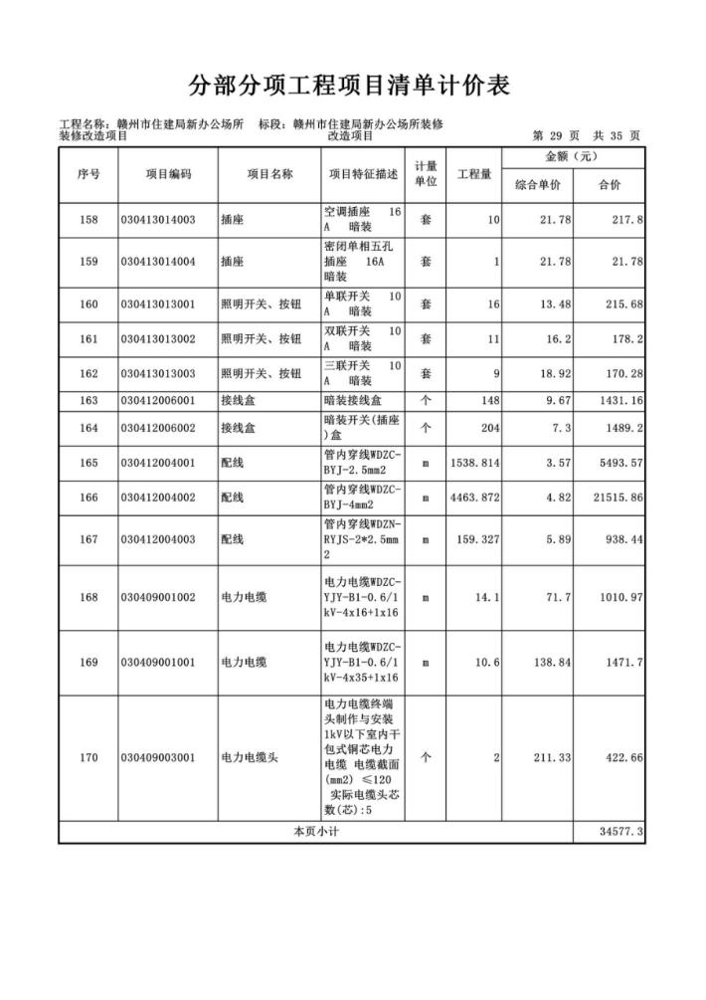 分部分项工程项目清单计价表
工程名称：赣州市住建局新办公场所 标段：赣州市住建局新办公场所装修
装修改造项目 改造项目 第 29 页 共 35 页
序号 项目编码 项目名称 项目特征描述 计量单位 工程量 金额（元）
综合单价 合价
158 030413014003 插座 空调插座 16
A 暗装 套 10 21.78 217.8
159 030413014004 插座 密闭单相五孔
插座 16A
暗装 套 1 21.78 21.78
160 030413013001 照明开关、按钮 单联开关 10
A 暗装 套 16 13.48 215.68
161 030413013002 照明开关、按钮 双联开关 10
A 暗装 套 11 16.2 178.2
162 030413013003 照明开关、按钮 三联开关 10
A 暗装 套 9 18.92 170.28
163 030412006001 接线盒 暗装接线盒 个 148 9.67 1431.16
164 030412006002 接线盒 暗装开关(插座
)盒 个 204 7.3 1489.2
165 030412004001 配线 管内穿线WDZC-
BYJ-2.5mm2 m 1538.814 3.57 5493.57
166 030412004002 配线 管内穿线WDZC-
BYJ-4mm2 m 4463.872 4.82 21515.86
167 030412004003 配线 管内穿线WDZN-
RYJS-2*2.5mm
2 m 159.327 5.89 938.44
168 030409001002 电力电缆 电力电缆WDZC-
YJY-B1-0.6/1
kV-4x16+1x16 m 14.1 71.7 1010.97
169 030409001001 电力电缆 电力电缆WDZC-
YJY-B1-0.6/1
kV-4x35+1x16 m 10.6 138.84 1471.7
170 030409003001 电力电缆头 电力电缆终端
头制作与安装
1kV以下室内干
包式铜芯电力
电缆 电缆截面
(mm2) ≤120
实际电缆头芯
数(芯):5 个 2 211.33 422.66
本页小计 34577.3